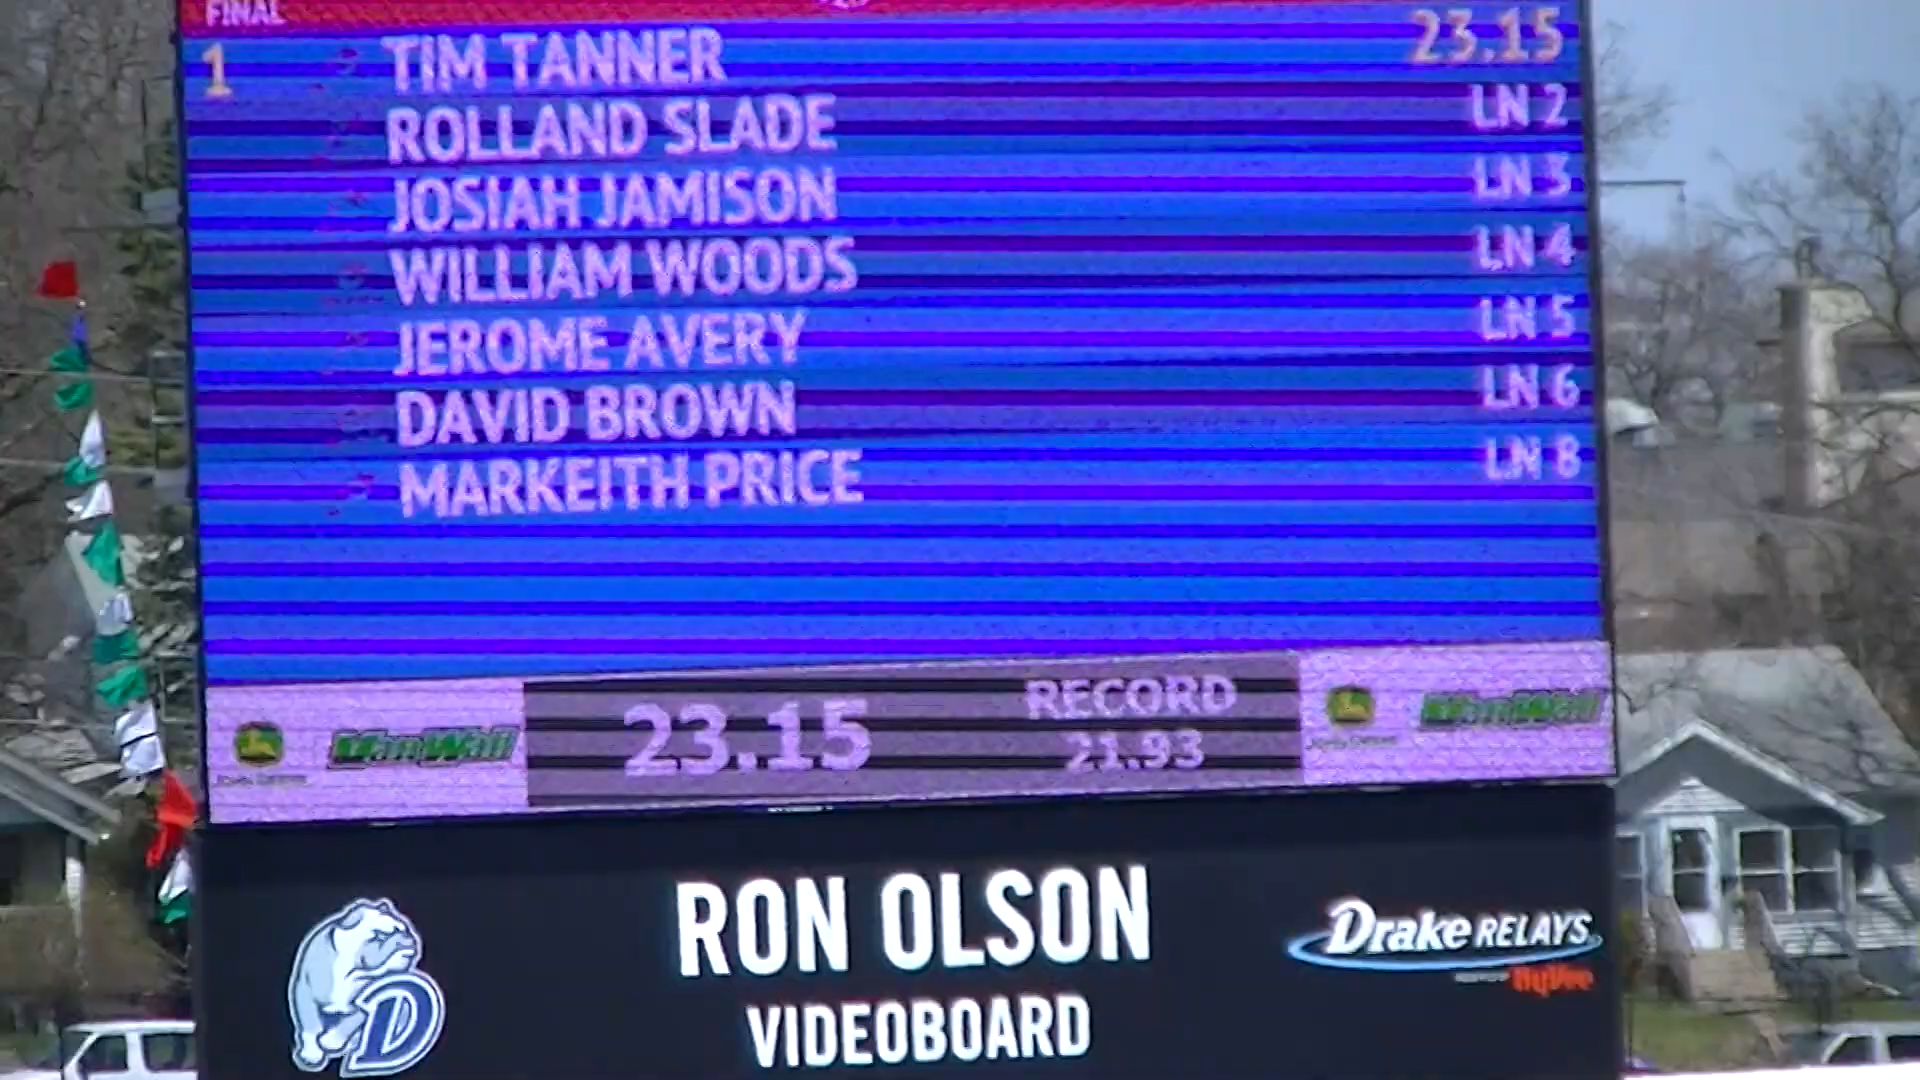 FINAL
1 TIM TANNER 23.15
ROLLAND SLADE LN 2
JOSIAH JAMISON LN 3
WILLIAM WOODS LN 4
JEROME AVERY LN 5
DAVID BROWN LN 6
MARKEITH PRICE LN 8
23.15
RECORD
21.93
RON OLSON
VIDEOBOARD
D
Drake RELAYS
HyVee